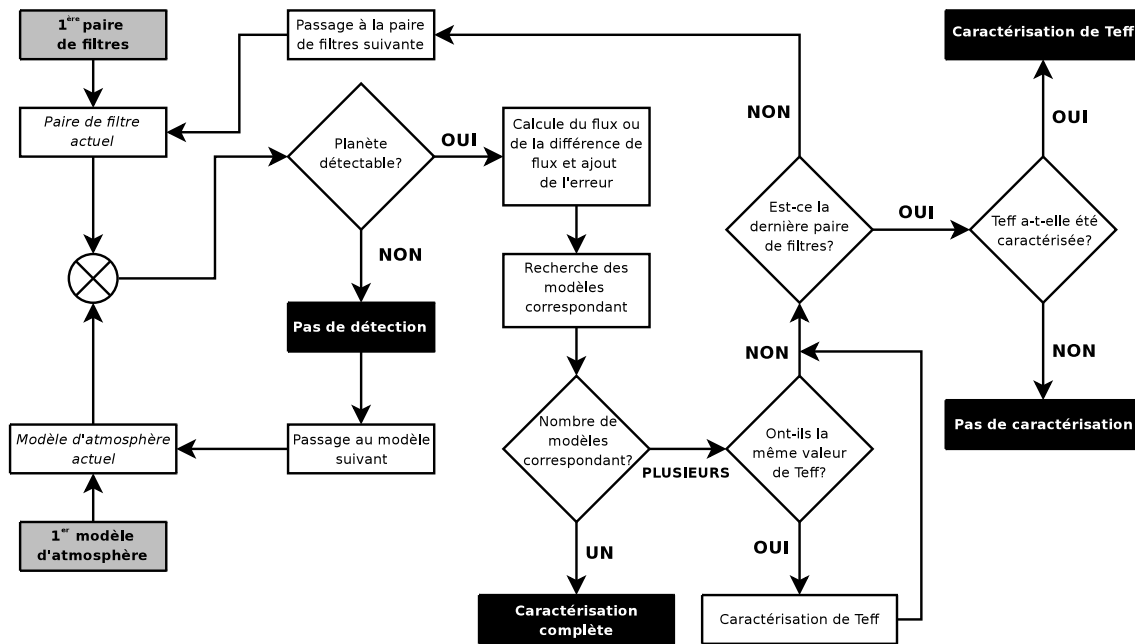 1ère paire
de filtres
Passage à la paire
de filtres suivante
Caractérisation de Teff
Paire de filtre
actuel
Planète
détectable?
OUI
Calcule du flux ou
de la différence de
flux et ajout
de l'erreur
NON
OUI
Est-ce la
dernière paire
de filtres?
OUI
Teff a-t-elle été
caractérisée?
NON
Recherche des
modèles
correspondant
Pas de détection
NON
NON
Modèle d'atmosphère
actuel
Passage au modèle
suivant
Nombre de
modèles
correspondant?
PLUSIEURS
Ont-ils la
même valeur
de Teff?
Pas de caractérisation
1er modèle
d'atmosphère
UN
OUI
Caractérisation
complète
Caractérisation de Teff